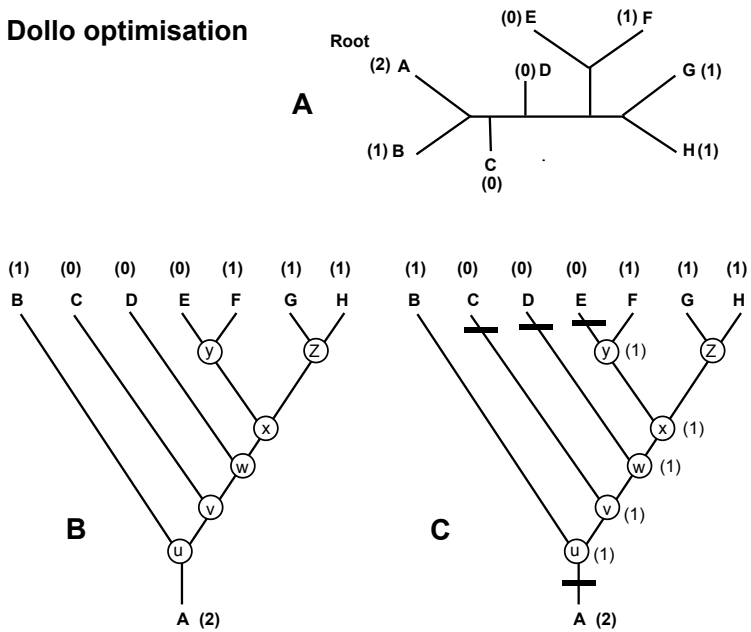 Dollo optimisation
(0) E (1) F
Root
(2) A (0) D G (1)
A
(1) B H (1)
C
(0)
(1) (0) (0) (0) (1) (1) (1)
B C D E F G H
y Z
x
w
v
B
u
A (2)
(1) (0) (0) (0) (1) (1) (1)
B C D E F G H
y (1) Z
x (1)
w (1)
v (1)
C
u (1)
A (2)